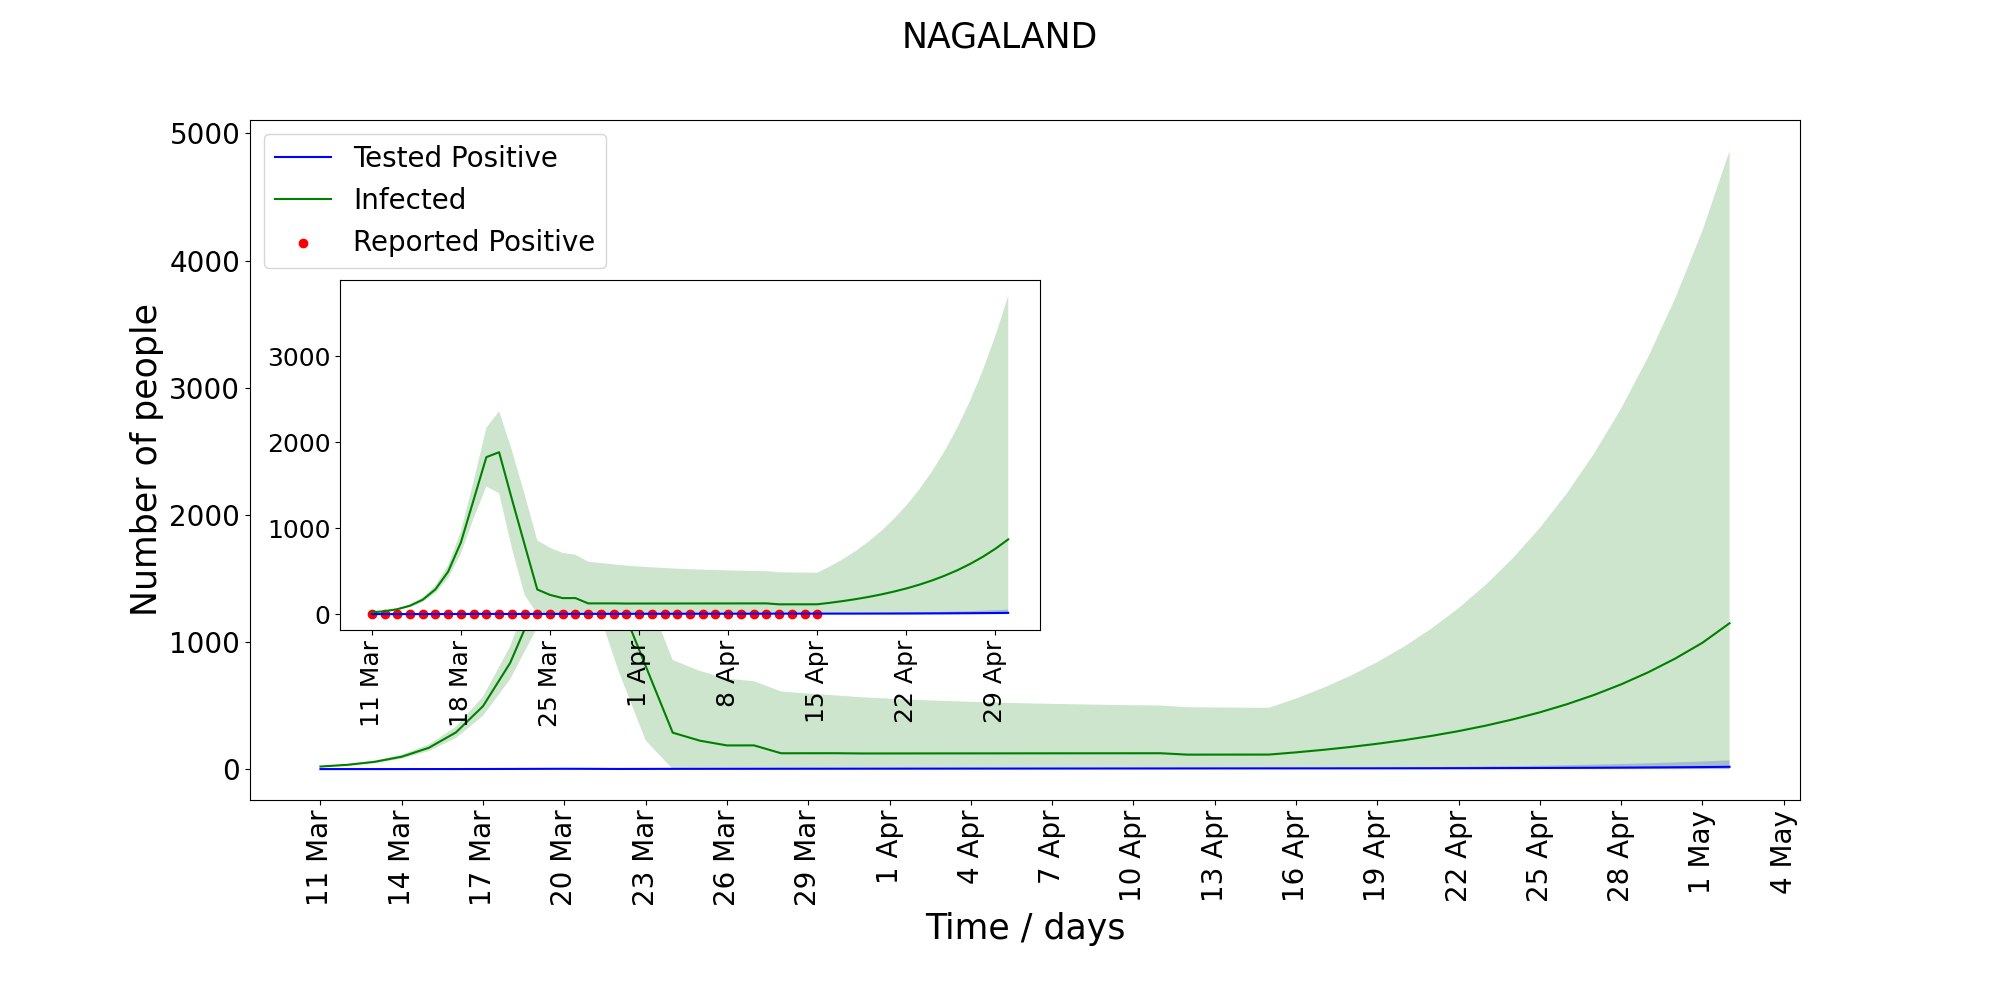 NAGALAND
5000
4000
3000
2000
1000
0
Number of people
Tested Positive
Infected
Reported Positive
3000
2000
1000
0
11 Mar
18 Mar
25 Mar
1 Apr
8 Apr
15 Apr
22 Apr
29 Apr
11 Mar
14 Mar
17 Mar
20 Mar
23 Mar
26 Mar
29 Mar
1 Apr
4 Apr
7 Apr
10 Apr
13 Apr
16 Apr
19 Apr
22 Apr
25 Apr
28 Apr
1 May
4 May
Time / days